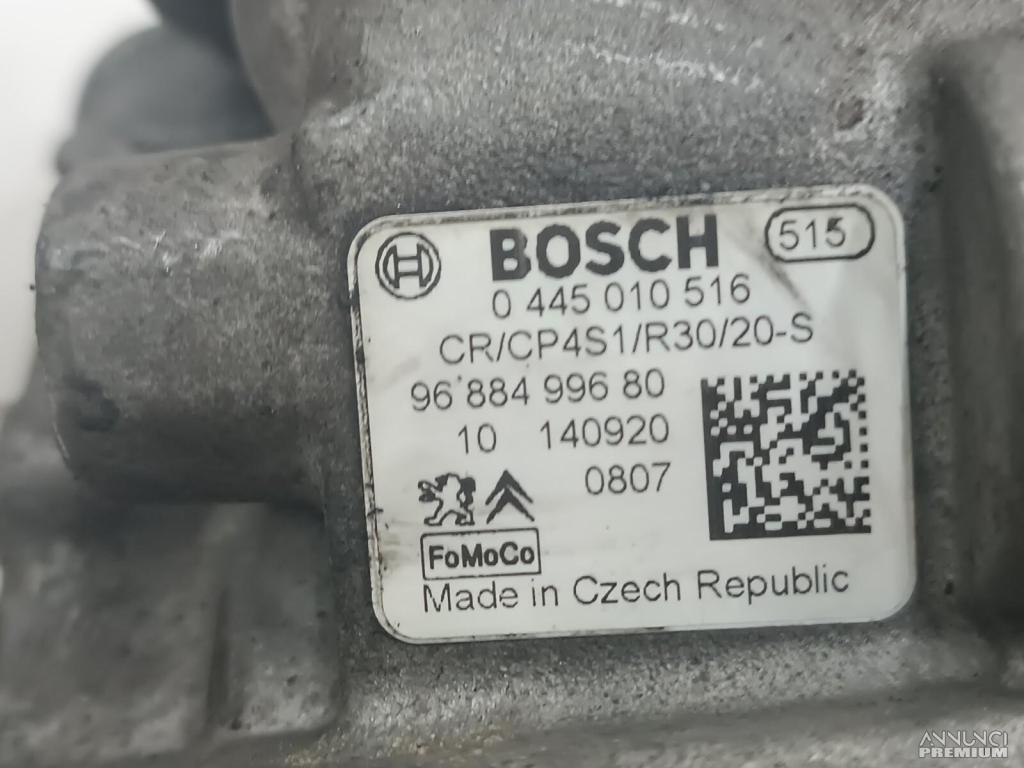 BOSCH 515
0 445 010 516
CR/CP4S1/R30/20-S
96 884 996 80
10 140920
0807
FoMoCo
Made in Czech Republic
ANNUNCI
PREMIUM